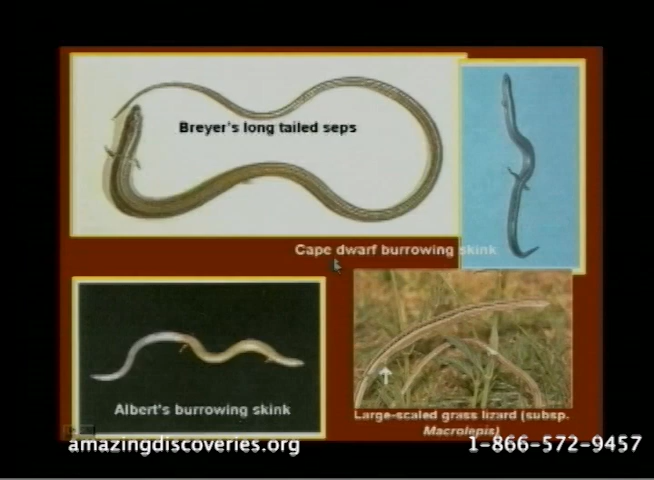 Breyer's long tailed seps
Cape dwarf burrowing skink
Albert's burrowing skink
Large-scaled grass lizard (subsp.
Macrolepis)
amazingdiscoveries.org
1-866-572-9457